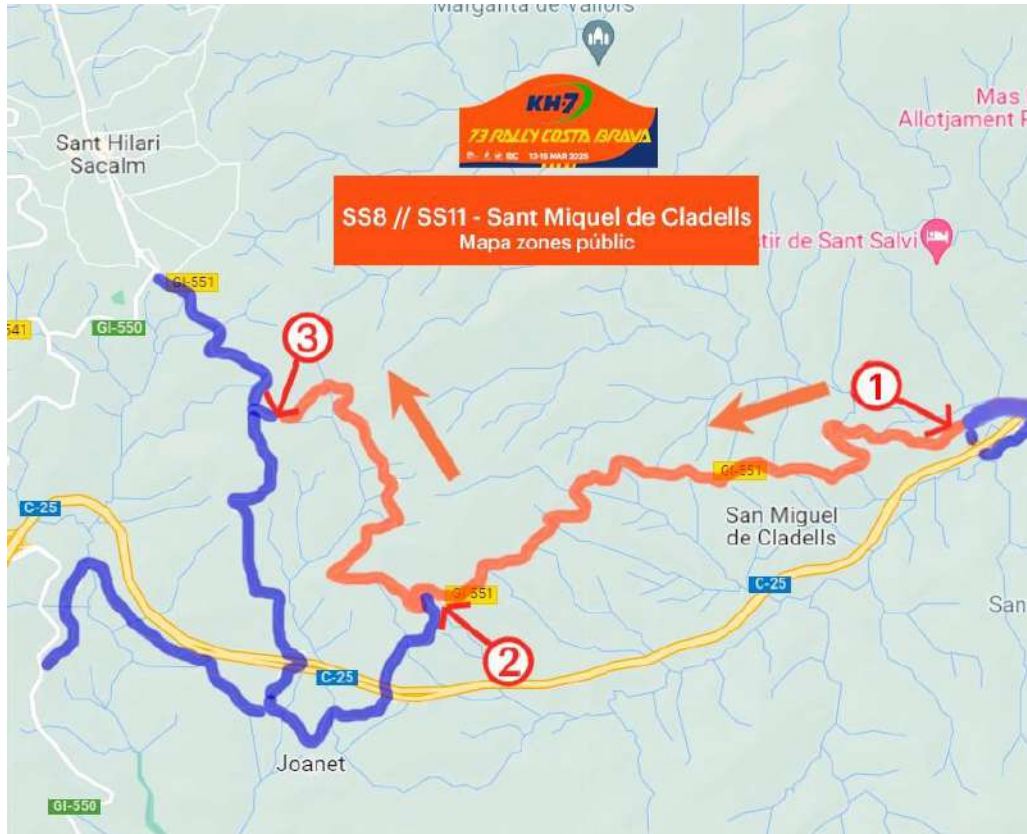 Margarita de Vallors
KH-7
73 RALLY COSTA BRAVA
13-15 MAR 2025
Mas
Allotjament R
Sant Hilari
Sacalm
SS8 // SS11 - Sant Miquel de Cladells
Mapa zones públic
stir de Sant Salvi
GI-551
541
GI-550
3
1
GI-551
C-25
San Miguel
de Cladells
C-25
GI-551
San
2
C-25
Joanet
GI-550